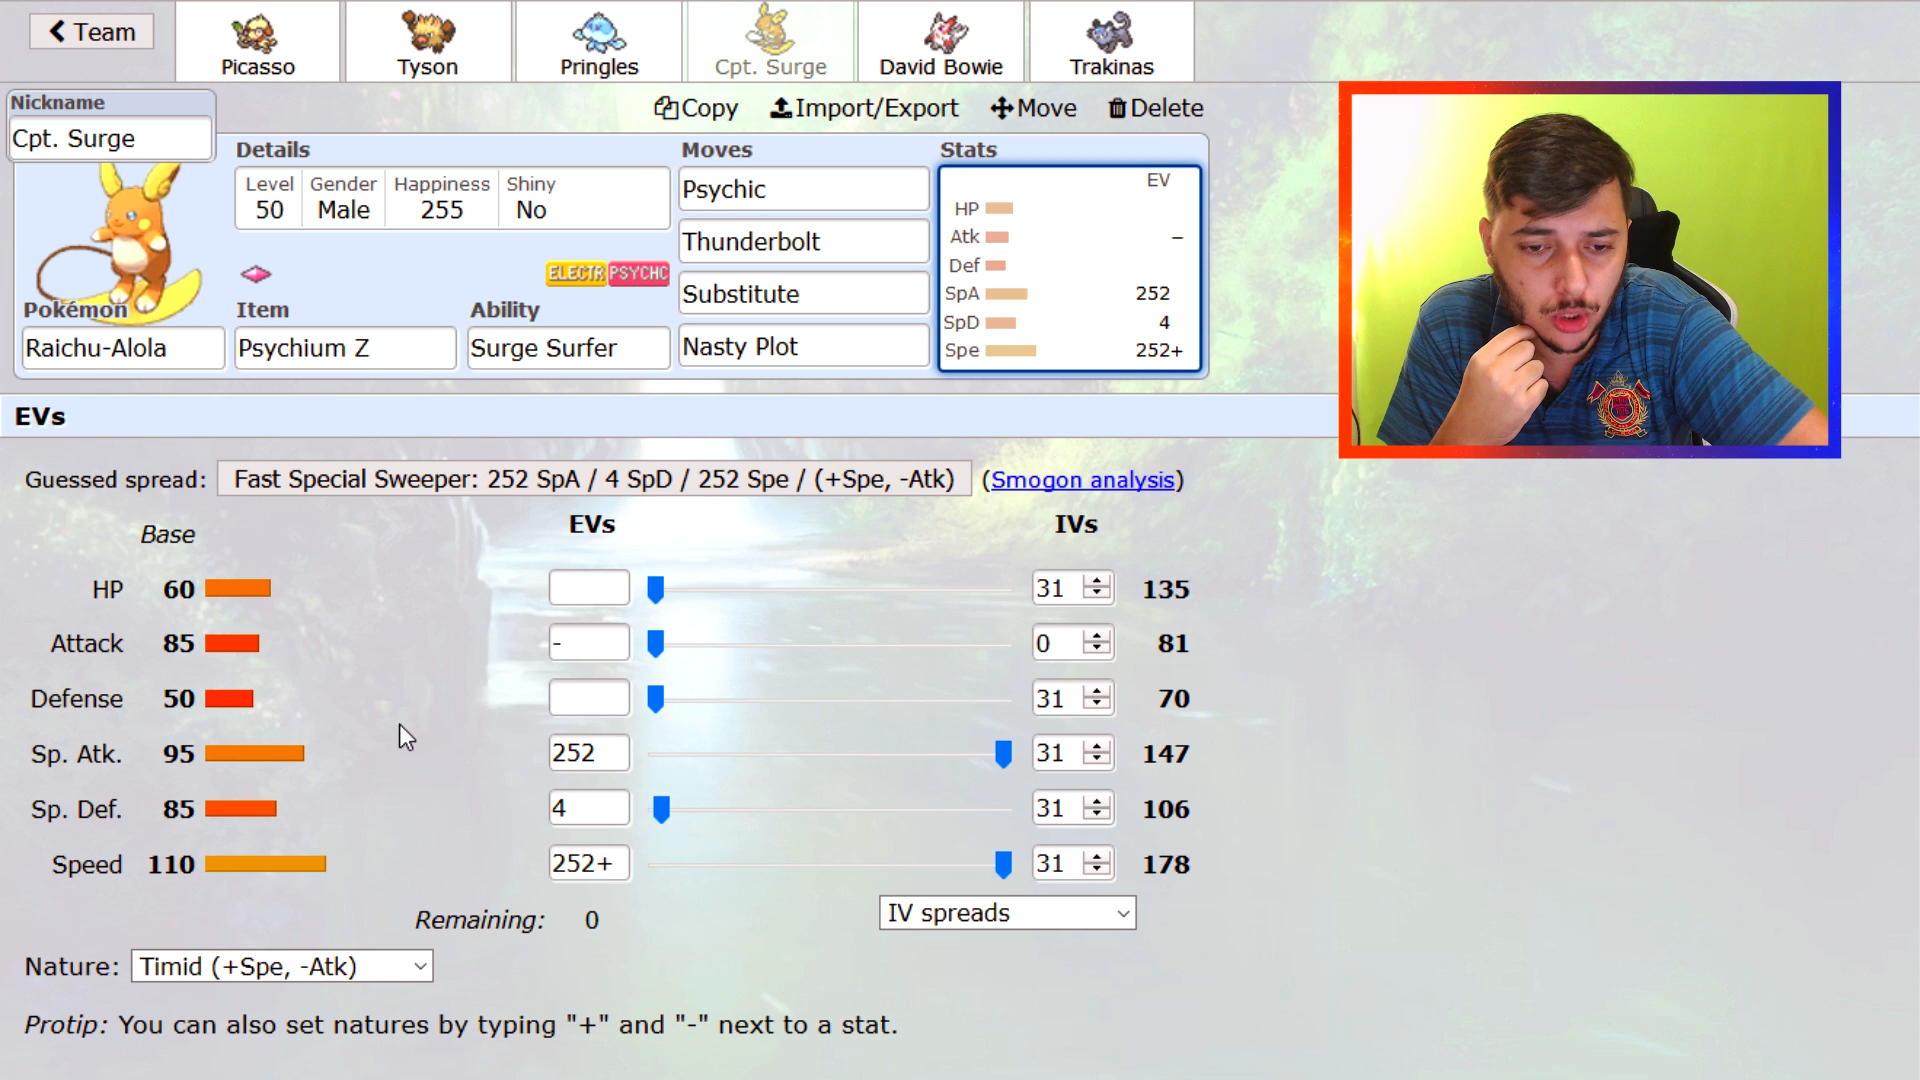 Team
Picasso
Tyson
Pringles
Cpt. Surge
David Bowie
Trakinas
Nickname
Cpt. Surge
Copy
Import/Export
Move
Delete
Details
Moves
Stats
Level
Gender
Happiness
Shiny
50
Male
255
No
Psychic
Thunderbolt
Substitute
Nasty Plot
EV
HP
Atk –
Def
SpA 252
SpD 4
Spe 252+
ELECTR PSYCHC
Pokémon
Item
Ability
Raichu-Alola
Psychium Z
Surge Surfer
EVs
Guessed spread: Fast Special Sweeper: 252 SpA / 4 SpD / 252 Spe / (+Spe, -Atk) (Smogon analysis)
Base EVs IVs
HP 60 31 135
Attack 85 - 0 81
Defense 50 31 70
Sp. Atk. 95 252 31 147
Sp. Def. 85 4 31 106
Speed 110 252+ 31 178
Remaining: 0
IV spreads
Nature: Timid (+Spe, -Atk)
Protip: You can also set natures by typing "+" and "-" next to a stat.